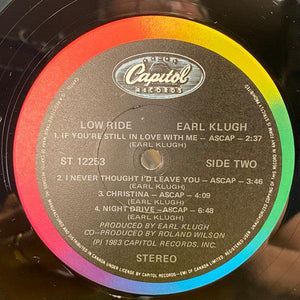 Capitol
RECORDS
LOW RIDE EARL KLUGH
1. IF YOU'RE STILL IN LOVE WITH ME – ASCAP – 2:37
(EARL KLUGH)
ST 12253 SIDE TWO
2. I NEVER THOUGHT I'D LEAVE YOU – ASCAP – 3:46
(EARL KLUGH)
3. CHRISTINA – ASCAP – 4:09
(EARL KLUGH)
4. NIGHT DRIVE – ASCAP – 6:48
(EARL KLUGH)
PRODUCED BY EARL KLUGH
CO-PRODUCED BY ROLAND WILSON
(P) 1983 CAPITOL RECORDS, INC.
STEREO